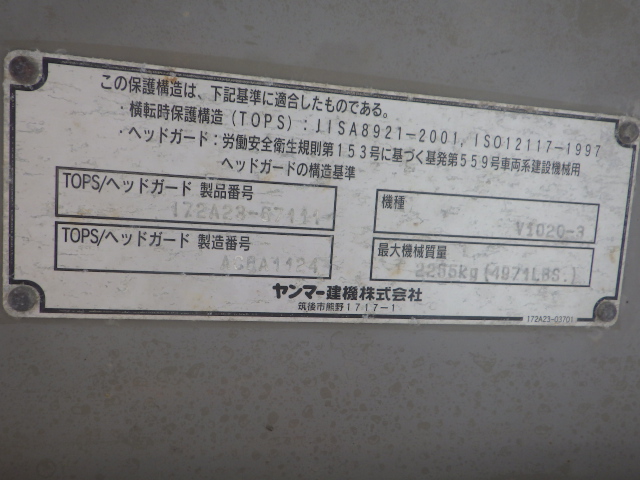 この保護構造は、下記基準に適合したものである。
・横転時保護構造(TOPS):JISA8921-2001, ISO12117-1997
・ヘッドガード:労働安全衛生規則第153号に基づく基発第559号車両系建設機械用
ヘッドガードの構造基準
TOPS/ヘッドガード 製品番号
機種
ViO20-3
TOPS/ヘッドガード 製造番号
最大機械質量
2255kg(4971LBS.)
ヤンマー建機株式会社
筑後市熊野1717-1
172A23-03701